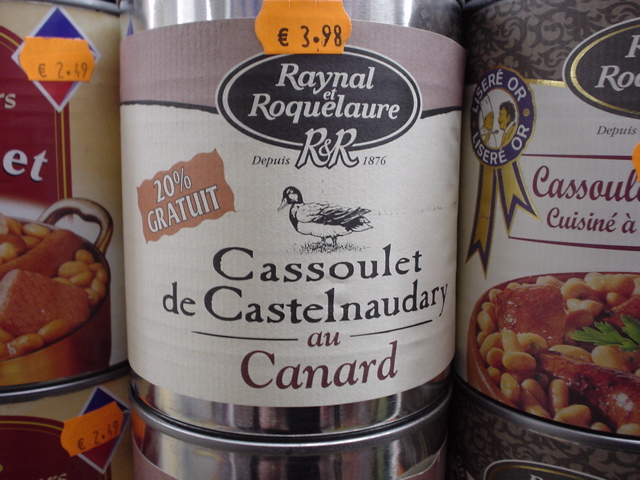 € 3.98
Raynal
et
Roquelaure
R&R
Depuis 1876
20%
GRATUIT
Cassoulet
de Castelnaudary
au
Canard
€ 2.49
et
€ 2.49
LISERÉ OR
LISERÉ OR
Depuis
Cuisiné à